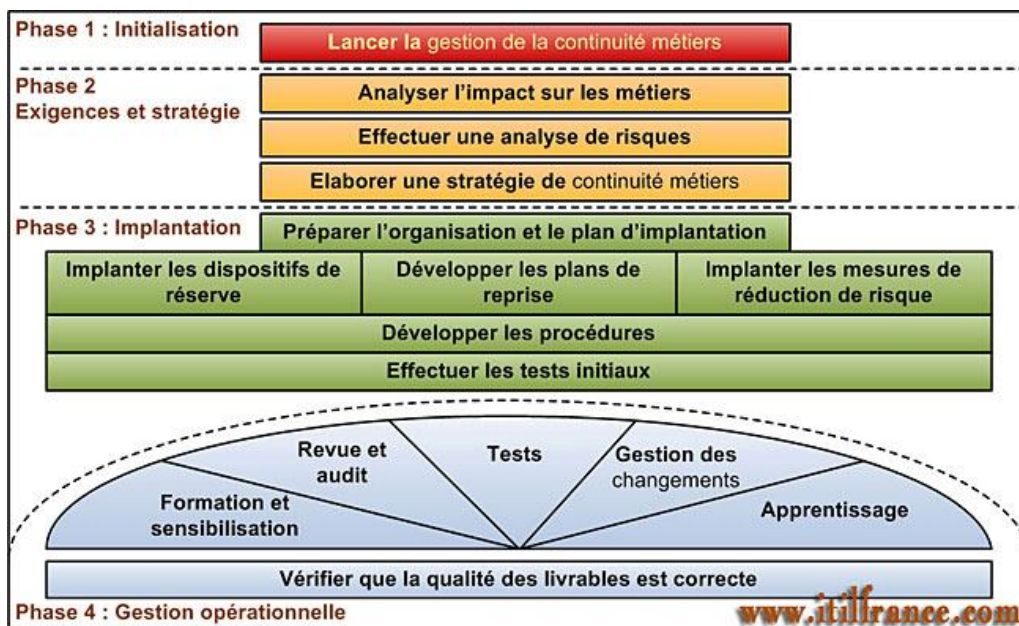 Phase 1 : Initialisation
Lancer la gestion de la continuité métiers
Phase 2
Exigences et stratégie
Analyser l'impact sur les métiers
Effectuer une analyse de risques
Elaborer une stratégie de continuité métiers
Phase 3 : Implantation
Préparer l'organisation et le plan d'implantation
Implanter les dispositifs de
réserve
Développer les plans de
reprise
Implanter les mesures de
réduction de risque
Développer les procédures
Effectuer les tests initiaux
Formation et
sensibilisation
Revue et
audit
Tests
Gestion des
changements
Apprentissage
Vérifier que la qualité des livrables est correcte
Phase 4 : Gestion opérationnelle
www.itilfrance.com